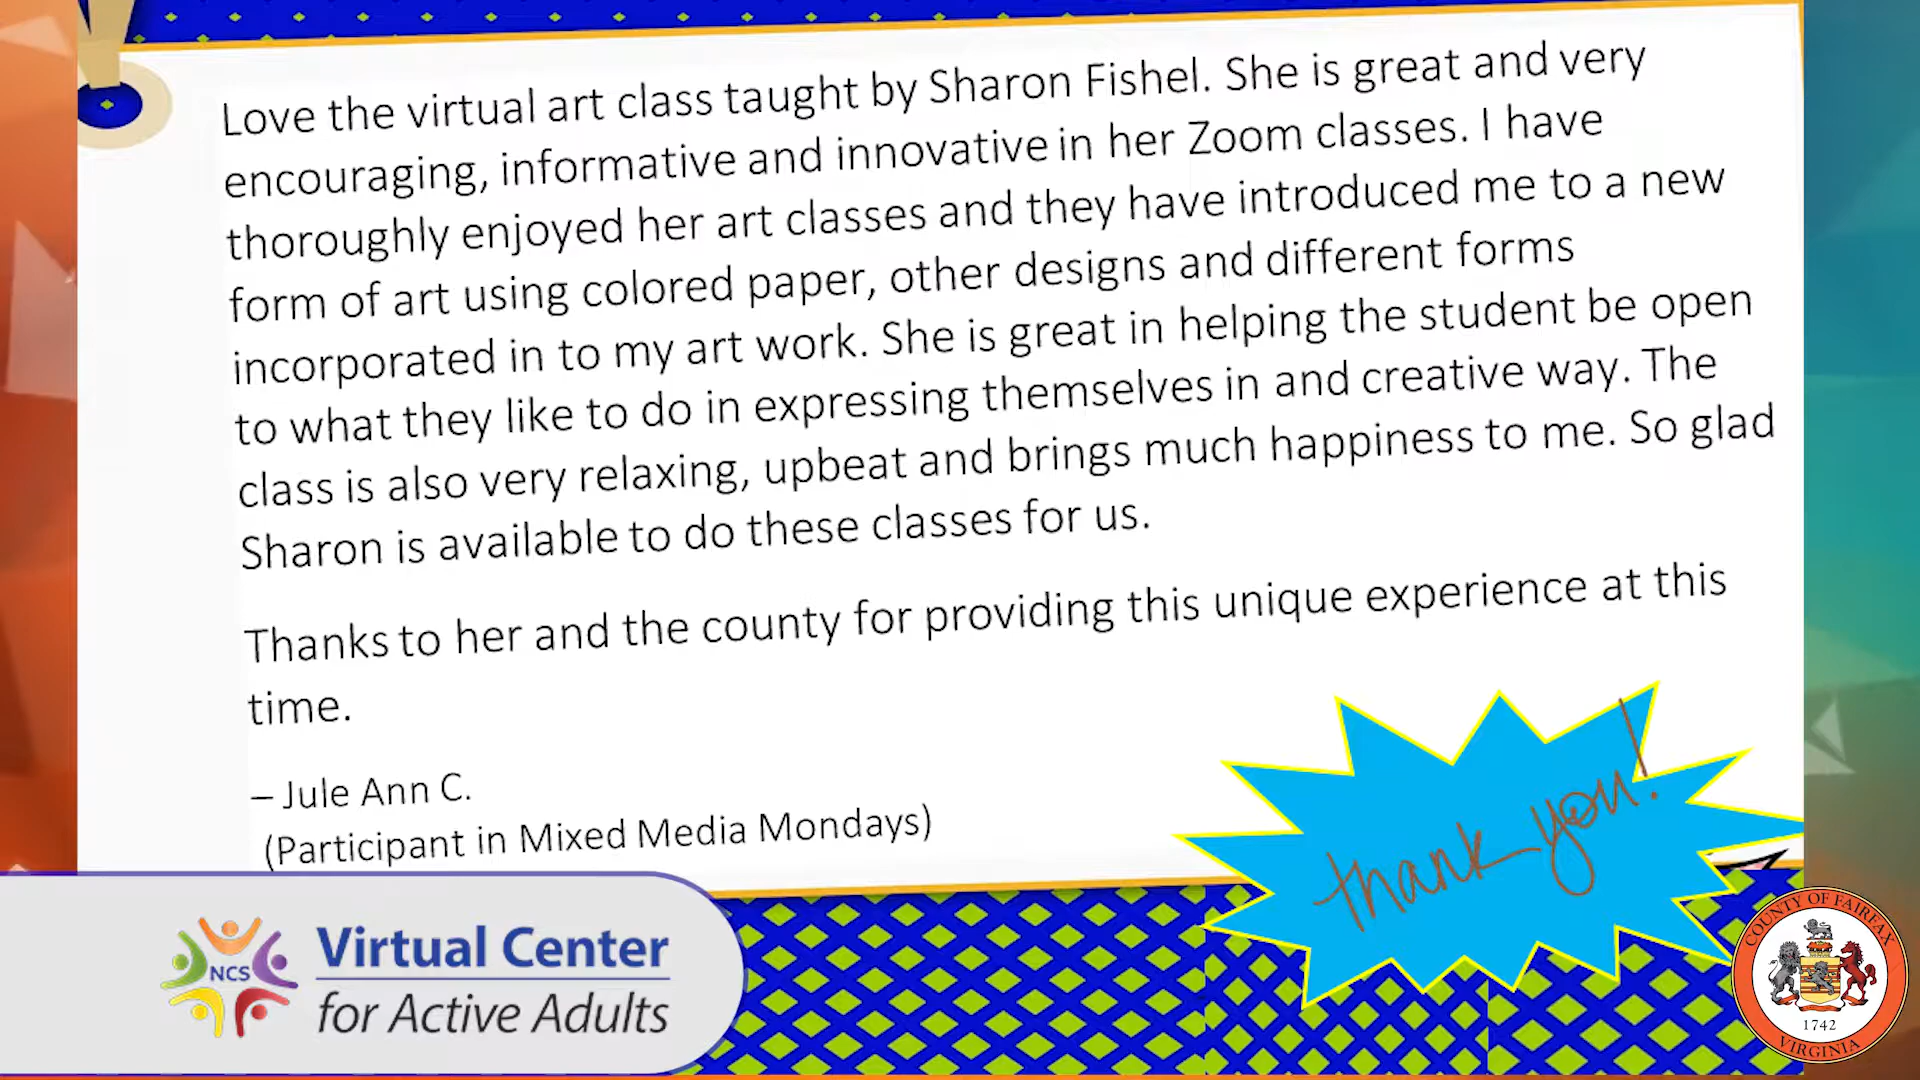 Love the virtual art class taught by Sharon Fishel. She is great and very
encouraging, informative and innovative in her Zoom classes. I have
thoroughly enjoyed her art classes and they have introduced me to a new
form of art using colored paper, other designs and different forms
incorporated in to my art work. She is great in helping the student be open
to what they like to do in expressing themselves in and creative way. The
class is also very relaxing, upbeat and brings much happiness to me. So glad
Sharon is available to do these classes for us.
Thanks to her and the county for providing this unique experience at this
time.
– Jule Ann C.
(Participant in Mixed Media Mondays)
thank you!
NCS
Virtual Center
for Active Adults
COUNTY OF FAIRFAX
1742
VIRGINIA